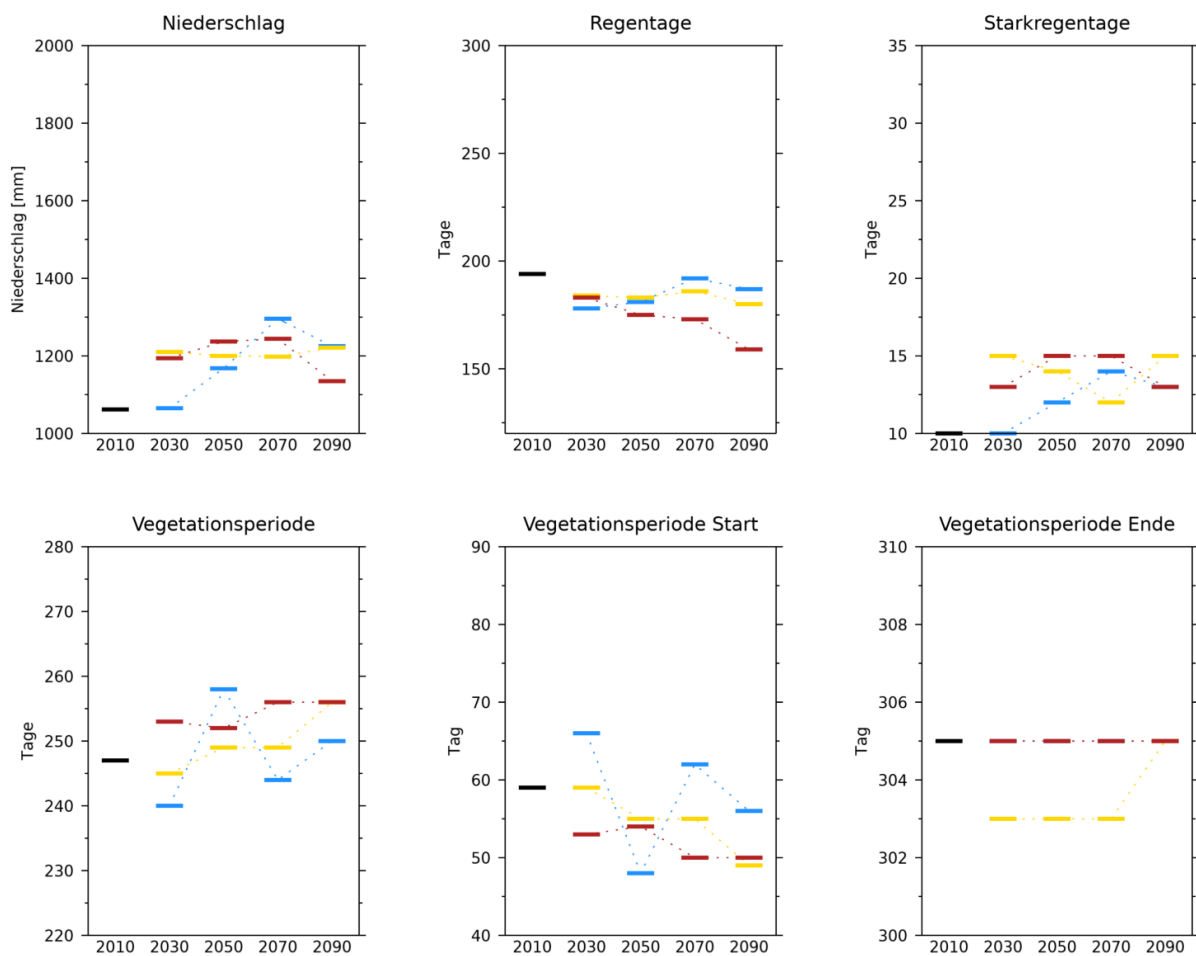 Niederschlag
2000
1800
1600
1400
1200
1000
Niederschlag [mm]
2010 2030 2050 2070 2090
Regentage
300
250
200
150
Tage
2010 2030 2050 2070 2090
Starkregentage
35
30
25
20
15
10
Tage
2010 2030 2050 2070 2090
Vegetationsperiode
280
270
260
250
240
230
220
Tage
2010 2030 2050 2070 2090
Vegetationsperiode Start
90
80
70
60
50
40
Tag
2010 2030 2050 2070 2090
Vegetationsperiode Ende
310
308
306
304
302
300
Tag
2010 2030 2050 2070 2090